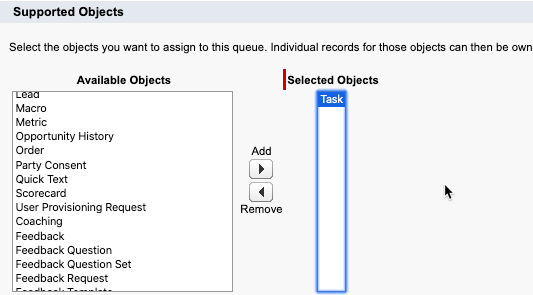 Supported Objects
Select the objects you want to assign to this queue. Individual records for those objects can then be own
Available Objects
Selected Objects
Lead
Macro
Metric
Opportunity History
Order
Party Consent
Quick Text
Scorecard
User Provisioning Request
Coaching
Feedback
Feedback Question
Feedback Question Set
Feedback Request
Feedback Template
Add
Remove
Task